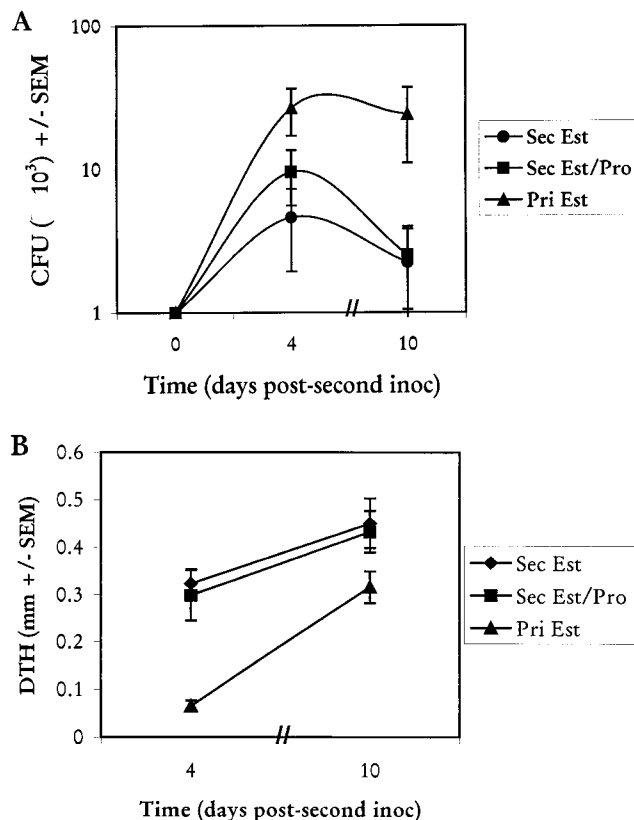 A
100
10
1
CFU (¯ 10³) +/- SEM
0 4 10
Time (days post-second inoc)
Sec Est
Sec Est/Pro
Pri Est
B
0.6
0.5
0.4
0.3
0.2
0.1
0
DTH (mm +/- SEM)
4 10
Time (days post-second inoc)
Sec Est
Sec Est/Pro
Pri Est